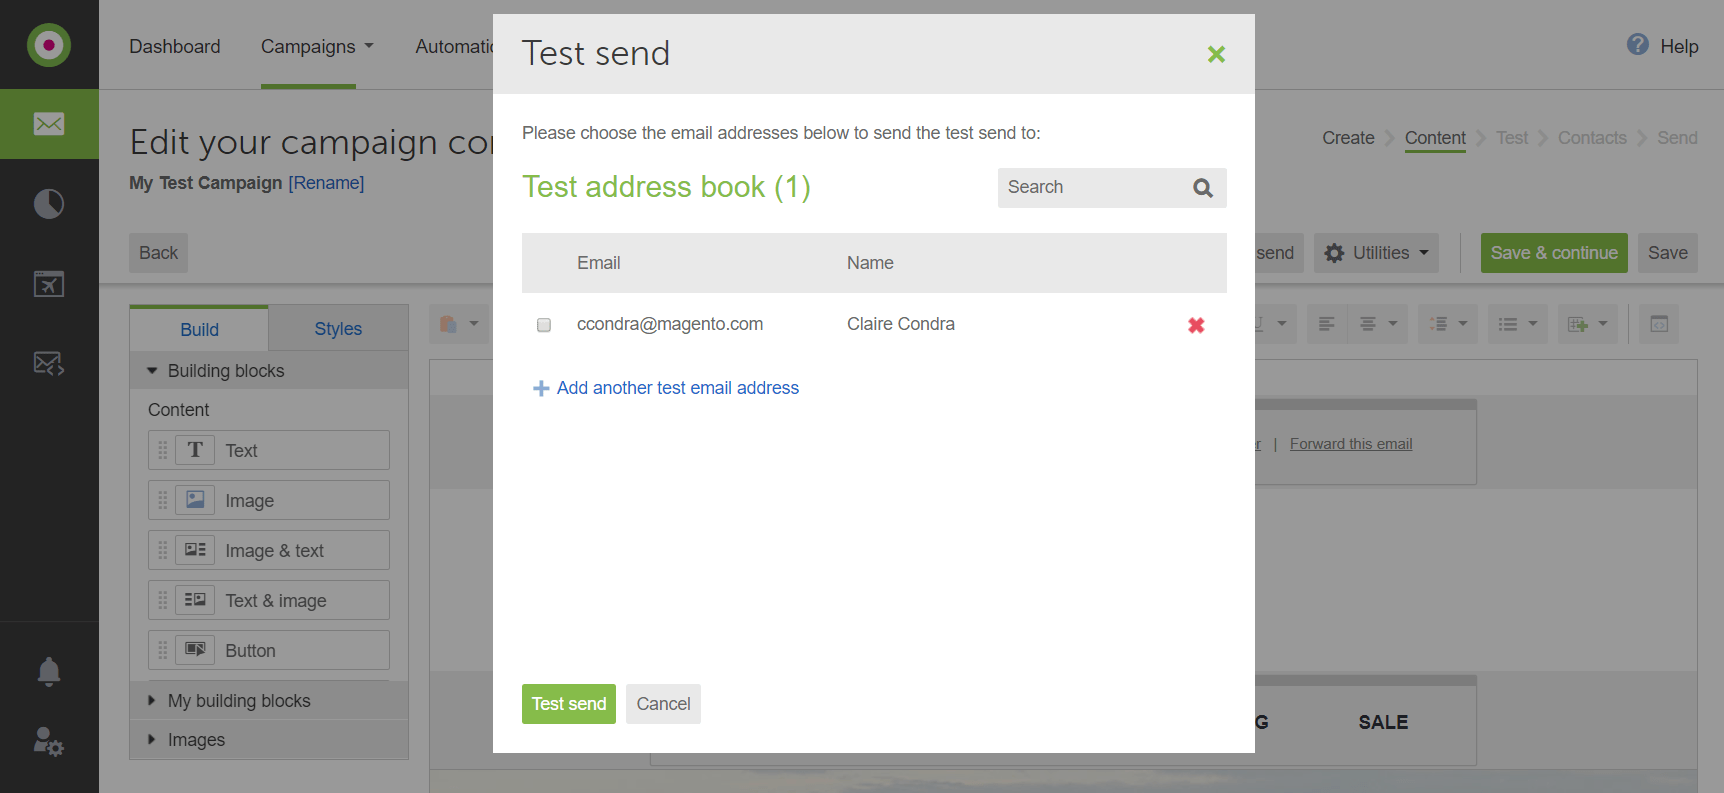 Dashboard
Campaigns
Help
Edit your campaign
My Test Campaign [Rename]
Create
Content
Test
Contacts
Send
Back
send
Utilities
Save & continue
Save
Build
Styles
Building blocks
Content
Text
Image
Image & text
Text & image
Button
My building blocks
Images
Test send
Please choose the email addresses below to send the test send to:
Test address book (1)
Search
Email Name
ccondra@magento.com Claire Condra
Add another test email address
Test send
Cancel
| Forward this email
SALE